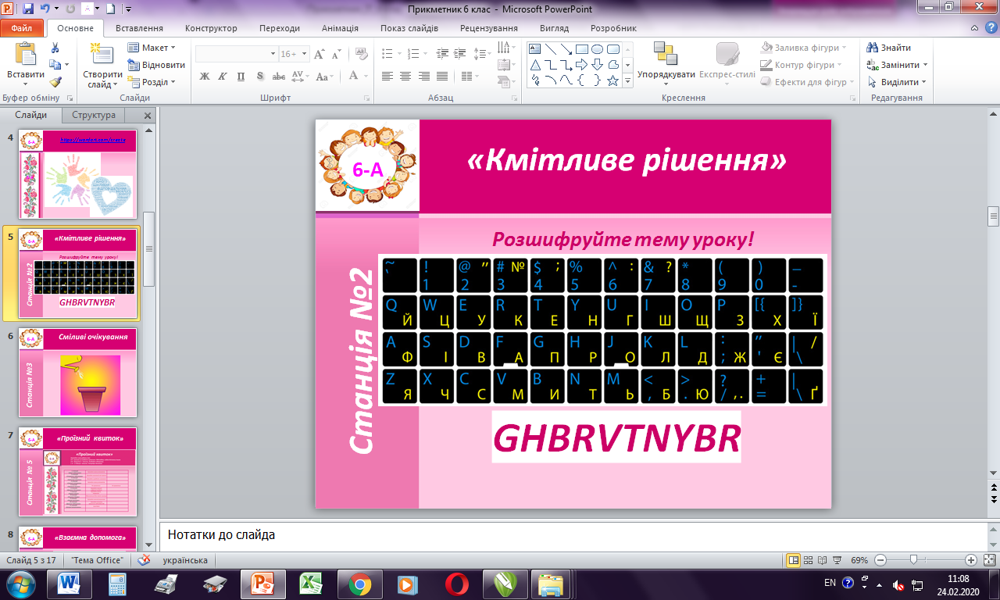 Прикметник 6 клас - Microsoft PowerPoint
Файл Основне Вставлення Конструктор Переходи Анімація Показ слайдів Рецензування Вигляд Розробник
Вставити
Створити слайд
Макет
Відновити
Розділ
16
Ж К П S abc AV Aa А
Упорядкувати
Експрес-стилі
Заливка фігури
Контур фігури
Ефекти для фігур
Знайти
Замінити
Виділити
Буфер обміну Слайди Шрифт Абзац Креслення Редагування
Слайди Структура
4
6-А
5
«Кмітливе рішення»
Розшифруйте тему уроку!
Станція №2
GHBRVTNYBR
6
6-А
Сміливі очікування
Станція №3
7
6-А
«Проїзний квиток»
Станція № 5
«Проїзний квиток»
8
6-А
«Взаємна допомога»
6-А
«Кмітливе рішення»
Розшифруйте тему уроку!
Станція №2
~ ` ! 1 @ " 2 # № 3 $ ; 4 % 5 ^ : 6 & ? 7 * 8 ( 9 ) 0 _ -
Q Й W Ц E У R К T Е Y Н U Г I Ш O Щ P З [{ Х ]} Ї
A Ф S І D В F А G П H Р J О K Л L Д : ; Ж " ' Є | / \
Z Я X Ч C С V М B И N Т M Ь < , Б > . Ю ? / ,. + = | \ Ґ
GHBRVTNYBR
Нотатки до слайда
Слайд 5 з 17 "Тема Office" українська 69%
EN 11:08
24.02.2020